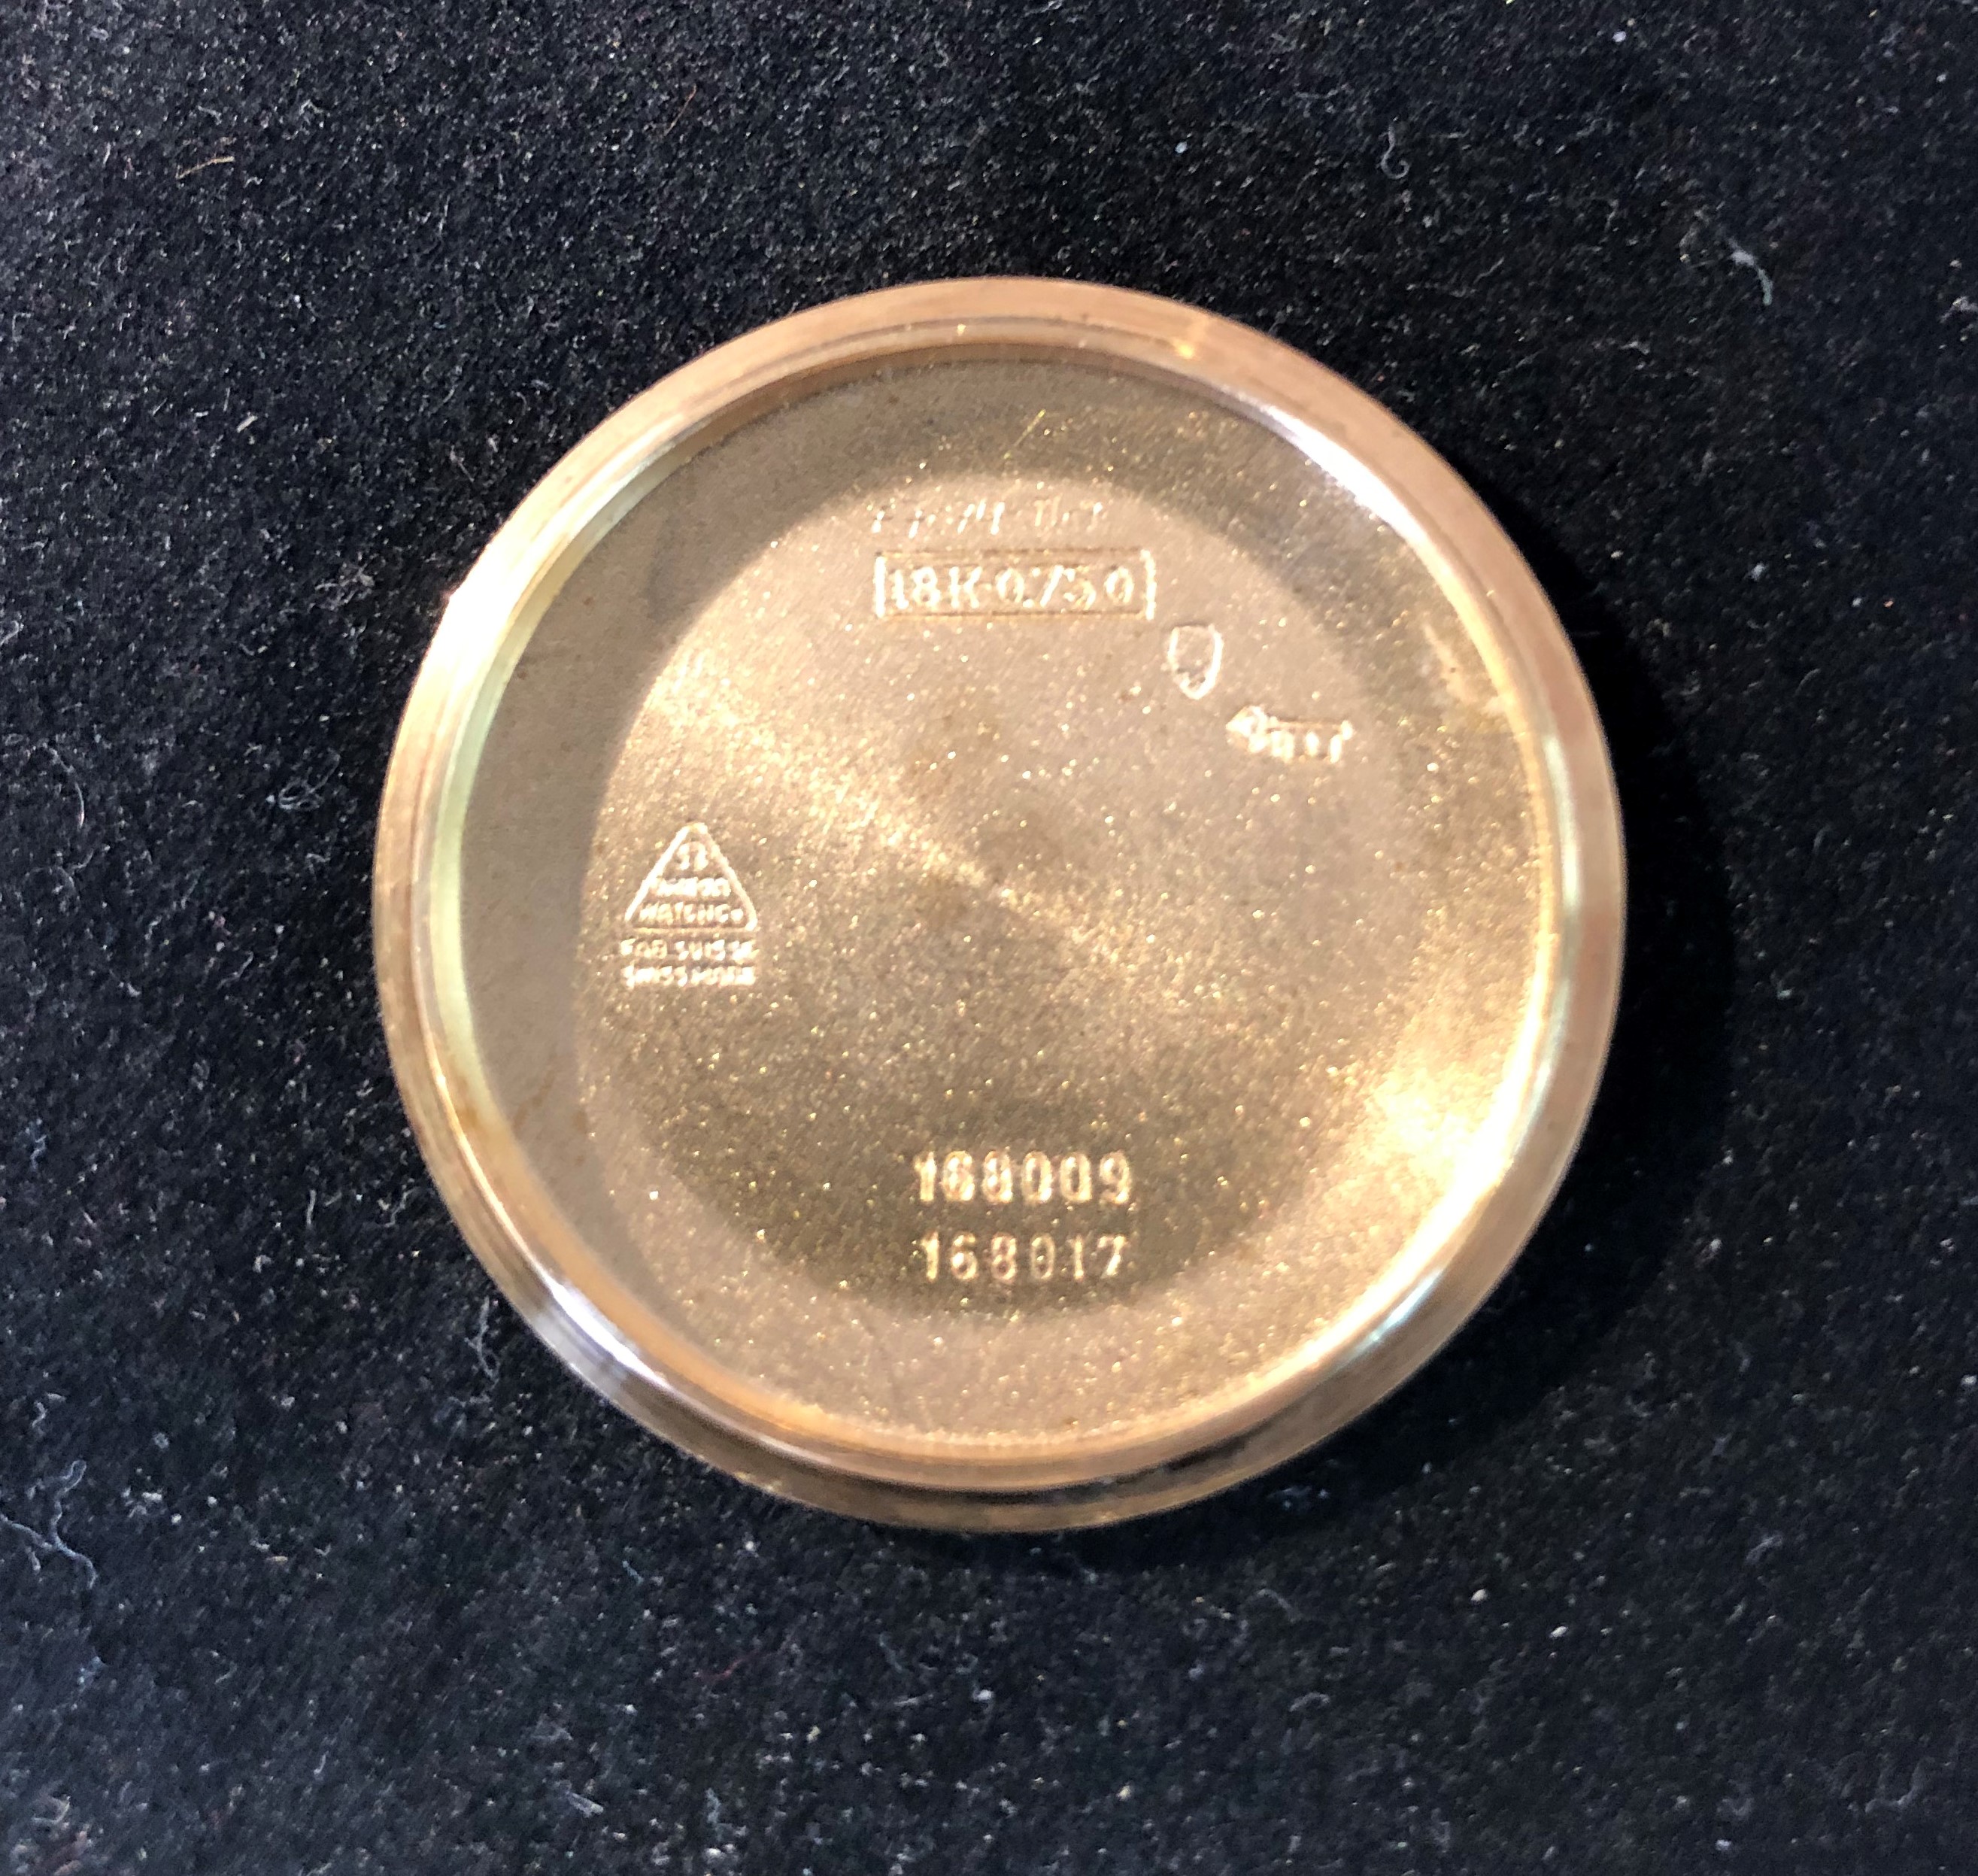 18K 0.750
Ω
OMEGA
WATCH Co
FAB. SUISSE
SWISS MADE
168009
168017